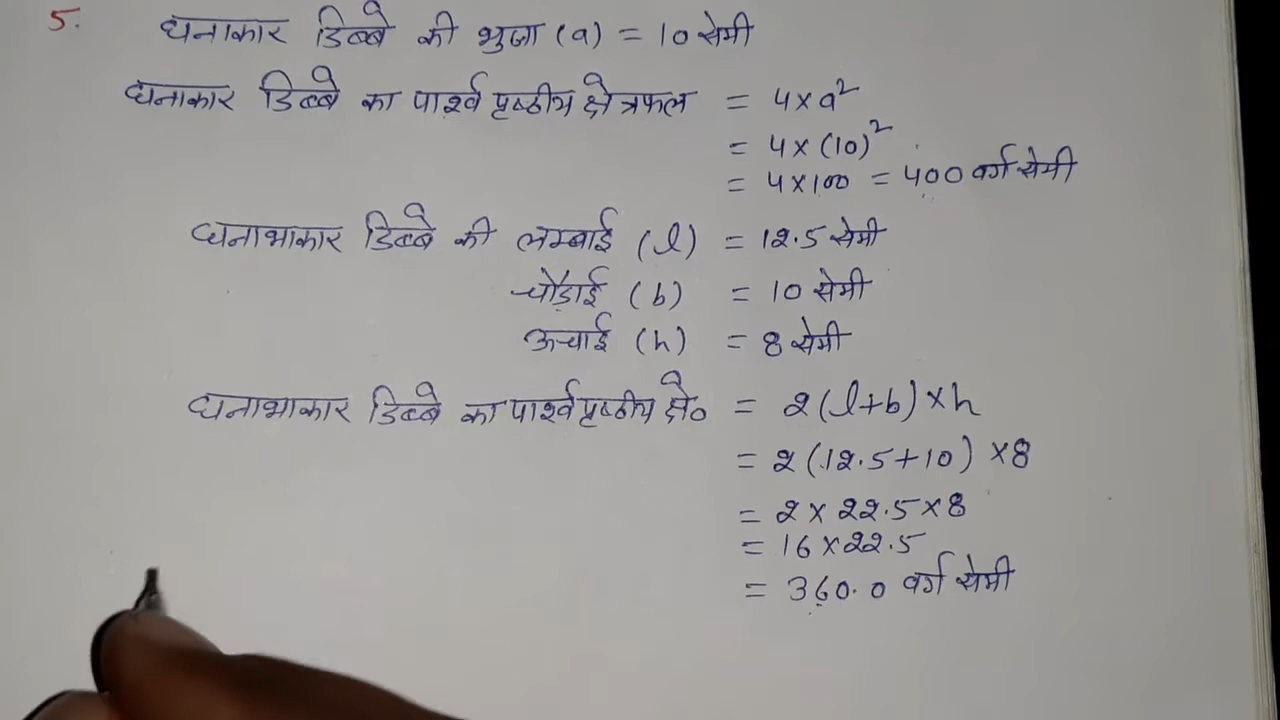 5. घनाकार डिब्बे की भुजा (a) = 10 सेमी
घनाकार डिब्बे का पार्श्व पृष्ठीय क्षेत्रफल = 4×a²
= 4×(10)²
= 4×100 = 400 वर्ग सेमी
घनाभाकार डिब्बे की लम्बाई (l) = 12.5 सेमी
चौड़ाई (b) = 10 सेमी
ऊचाई (h) = 8 सेमी
घनाभाकार डिब्बे का पार्श्व पृष्ठीय क्षे० = 2(l+b)×h
= 2(12.5+10)×8
= 2×22.5×8
= 16×22.5
= 360.0 वर्ग सेमी